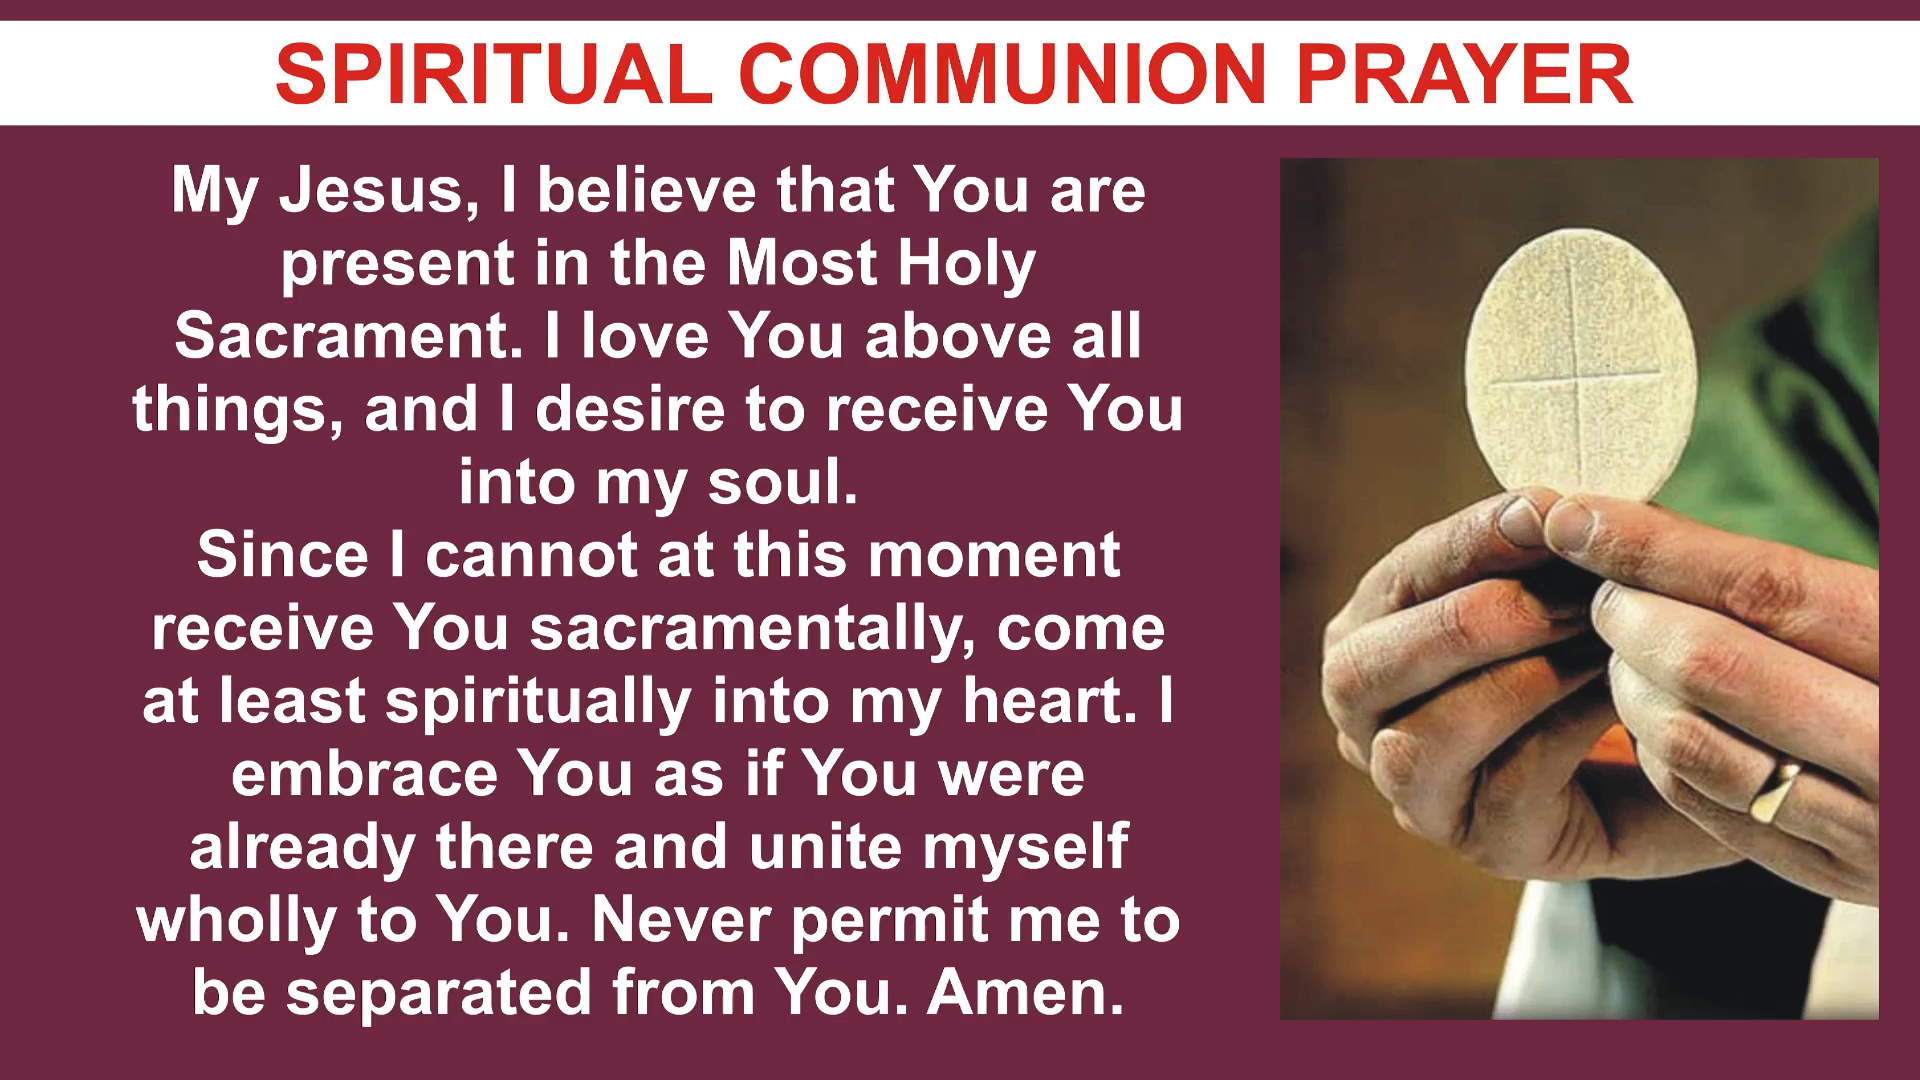 SPIRITUAL COMMUNION PRAYER
My Jesus, I believe that You are
present in the Most Holy
Sacrament. I love You above all
things, and I desire to receive You
into my soul.
Since I cannot at this moment
receive You sacramentally, come
at least spiritually into my heart. I
embrace You as if You were
already there and unite myself
wholly to You. Never permit me to
be separated from You. Amen.